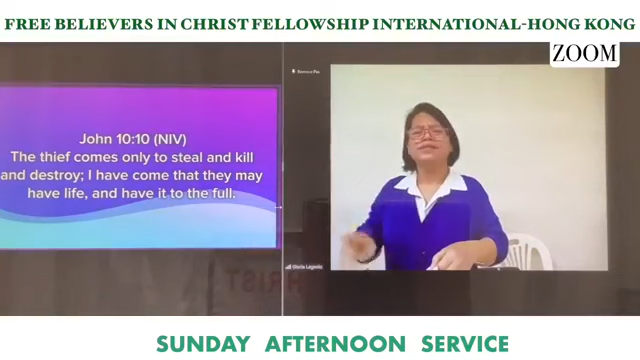 FREE BELIEVERS IN CHRIST FELLOWSHIP INTERNATIONAL-HONG KONG
ZOOM
John 10:10 (NIV)
The thief comes only to steal and kill
and destroy; I have come that they may
have life, and have it to the full.
SUNDAY AFTERNOON SERVICE